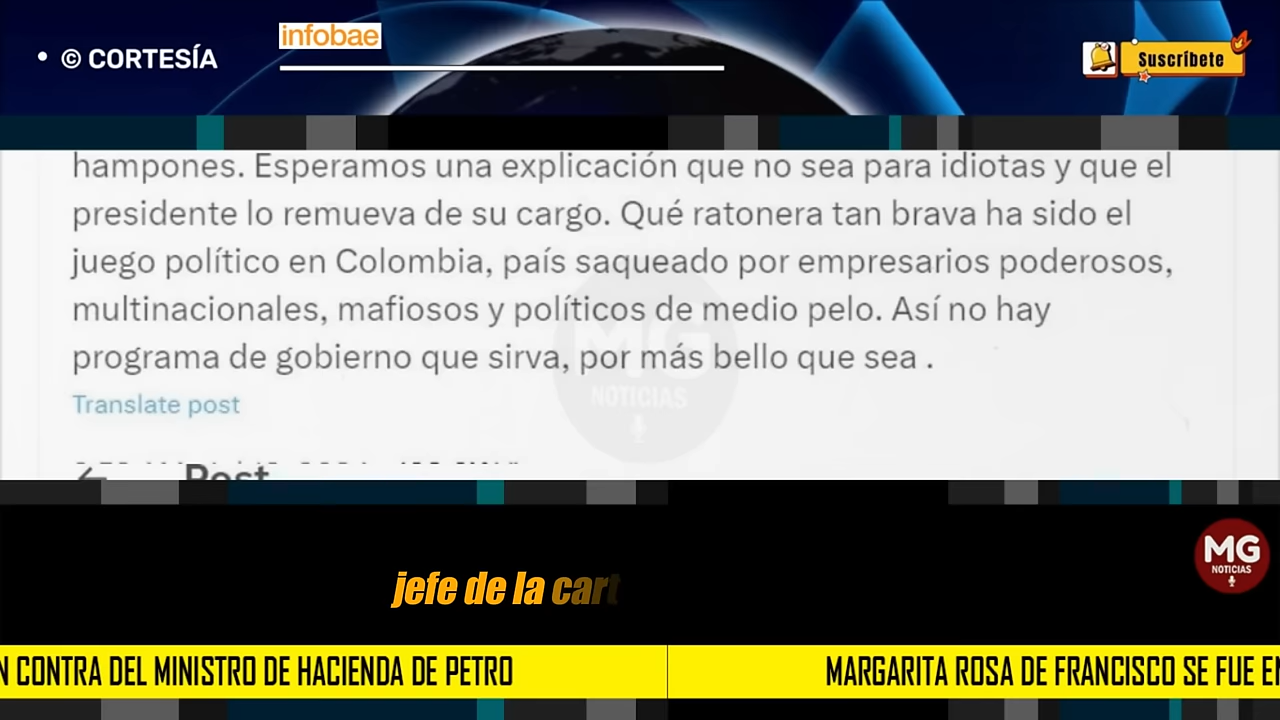 infobae
• © CORTESÍA
Suscríbete
hampones. Esperamos una explicación que no sea para idiotas y que el
presidente lo remueva de su cargo. Qué ratonera tan brava ha sido el
juego político en Colombia, país saqueado por empresarios poderosos,
multinacionales, mafiosos y políticos de medio pelo. Así no hay
programa de gobierno que sirva, por más bello que sea .
MG
NOTICIAS
Translate post
Post
MG
NOTICIAS
jefe de la cart
N CONTRA DEL MINISTRO DE HACIENDA DE PETRO
MARGARITA ROSA DE FRANCISCO SE FUE EN